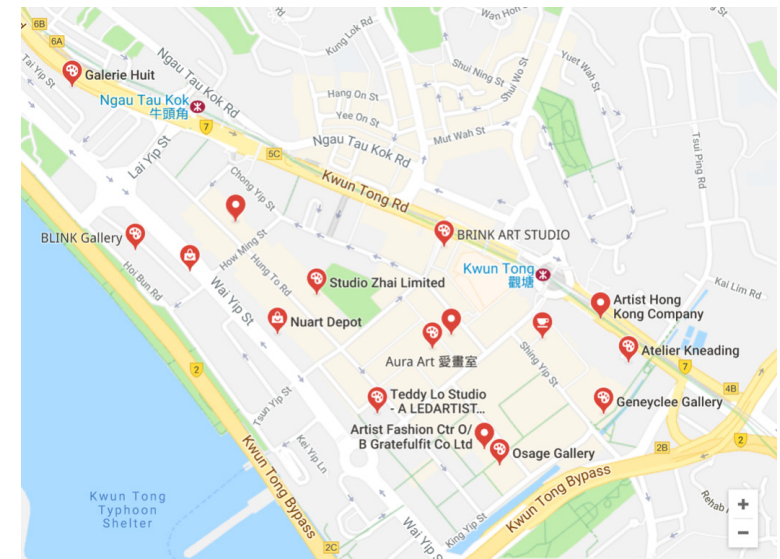 6B
6A
Tai Yip St
Galerie Huit
Ngau Tau Kok Rd
Kung Lok Rd
Wan Hon St
Shui Ning St
Shui Wo St
Yuet Wah St
Hang On St
Yee On St
Mut Wah St
Ngau Tau Kok
牛頭角
7
Lai Yip St
5C
Ngau Tau Kok Rd
Tsui Ping Rd
Chong Yip St
Kwun Tong Rd
BLINK Gallery
How Ming St
Hung To Rd
BRINK ART STUDIO
Hoi Bun Rd
Wai Yip St
Studio Zhai Limited
Kwun Tong
觀塘
Kai Lim Rd
Artist Hong
Kong Company
Nuart Depot
Aura Art 愛畫室
Shing Yip St
Atelier Kneading
2
7
4B
Tsun Yip St
Teddy Lo Studio
- A LEDARTIST...
Geneyclee Gallery
Artist Fashion Ctr O/
B Gratefulfit Co Ltd
Osage Gallery
2B
2
Kei Yip Ln
Kwun Tong Bypass
Kwun Tong Bypass
Kwun Tong
Typhoon
Shelter
Wai Yip St
King Yip St
2C
Rehab
+
−